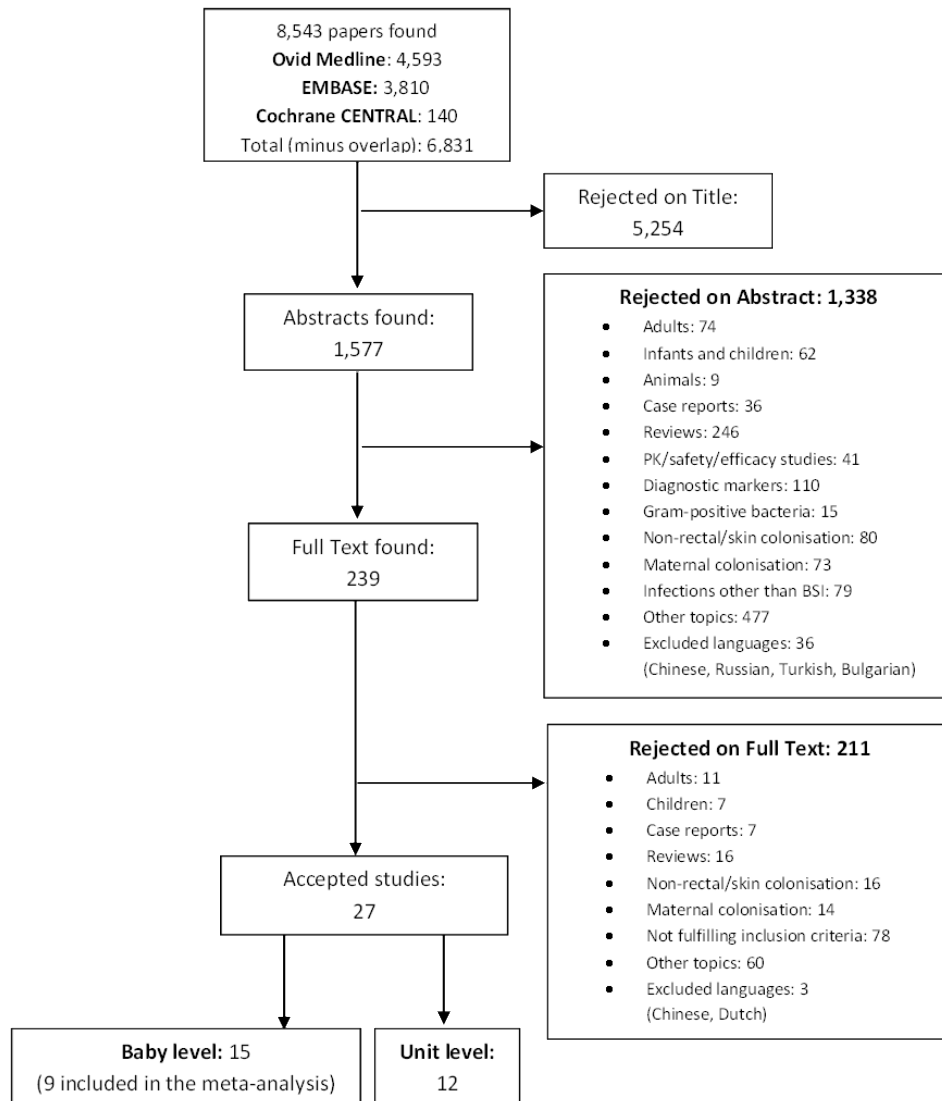 8,543 papers found
Ovid Medline: 4,593
EMBASE: 3,810
Cochrane CENTRAL: 140
Total (minus overlap): 6,831
Rejected on Title:
5,254
Abstracts found:
1,577
Rejected on Abstract: 1,338
• Adults: 74
• Infants and children: 62
• Animals: 9
• Case reports: 36
• Reviews: 246
• PK/safety/efficacy studies: 41
• Diagnostic markers: 110
• Gram-positive bacteria: 15
• Non-rectal/skin colonisation: 80
• Maternal colonisation: 73
• Infections other than BSI: 79
• Other topics: 477
• Excluded languages: 36
(Chinese, Russian, Turkish, Bulgarian)
Full Text found:
239
Rejected on Full Text: 211
• Adults: 11
• Children: 7
• Case reports: 7
• Reviews: 16
• Non-rectal/skin colonisation: 16
• Maternal colonisation: 14
• Not fulfilling inclusion criteria: 78
• Other topics: 60
• Excluded languages: 3
(Chinese, Dutch)
Accepted studies:
27
Baby level: 15
(9 included in the meta-analysis)
Unit level:
12